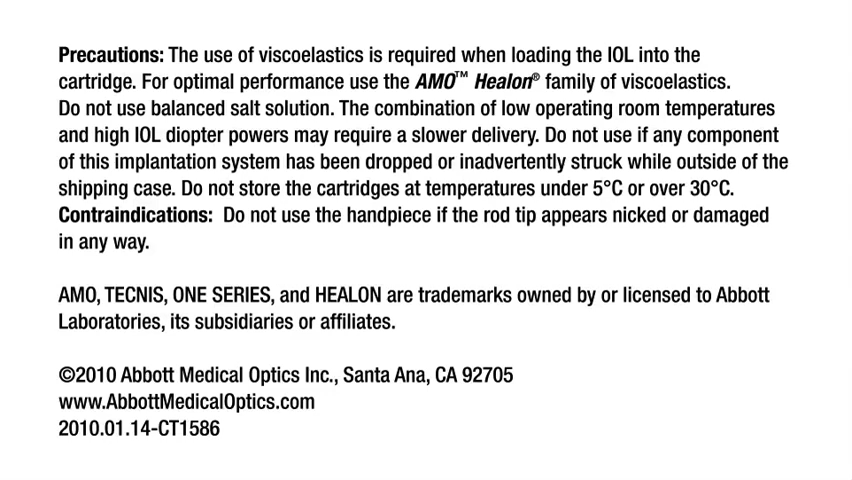 Precautions: The use of viscoelastics is required when loading the IOL into the
cartridge. For optimal performance use the AMO™ Healon® family of viscoelastics.
Do not use balanced salt solution. The combination of low operating room temperatures
and high IOL diopter powers may require a slower delivery. Do not use if any component
of this implantation system has been dropped or inadvertently struck while outside of the
shipping case. Do not store the cartridges at temperatures under 5°C or over 30°C.
Contraindications: Do not use the handpiece if the rod tip appears nicked or damaged
in any way.
AMO, TECNIS, ONE SERIES, and HEALON are trademarks owned by or licensed to Abbott
Laboratories, its subsidiaries or affiliates.
©2010 Abbott Medical Optics Inc., Santa Ana, CA 92705
www.AbbottMedicalOptics.com
2010.01.14-CT1586